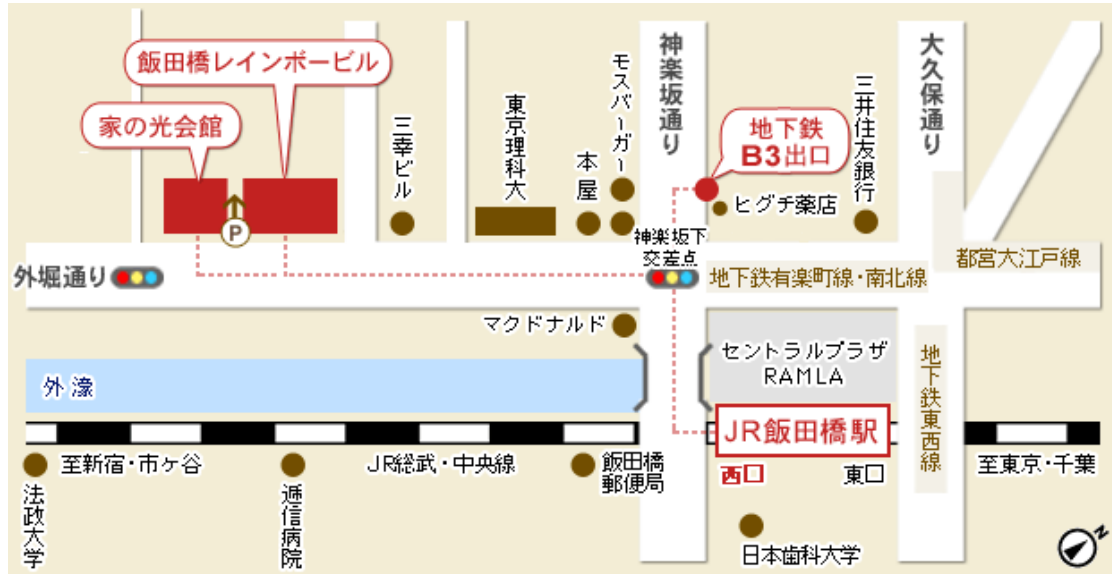 飯田橋レインボービル
家の光会館
三幸ビル
東京理科大
本屋
モスバーガー
神楽坂通り
地下鉄
B3出口
ヒグチ薬店
三井住友銀行
大久保通り
P
神楽坂下
交差点
外堀通り
地下鉄有楽町線・南北線
都営大江戸線
マクドナルド
セントラルプラザ
RAMLA
地下鉄東西線
外濠
JR飯田橋駅
西口
東口
至新宿・市ヶ谷
JR総武・中央線
飯田橋
郵便局
至東京・千葉
法政大学
逓信病院
日本歯科大学
N